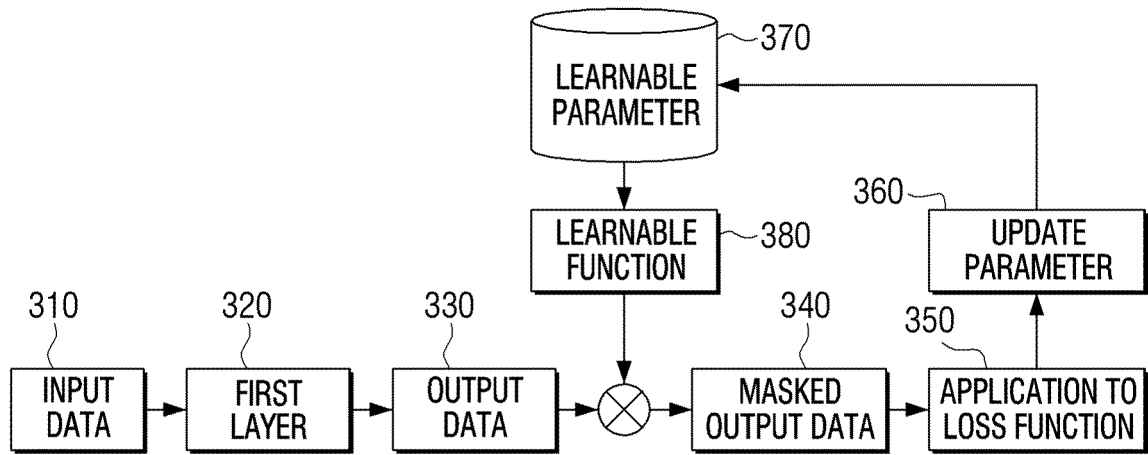 370
LEARNABLE
PARAMETER
360
LEARNABLE
FUNCTION
380
UPDATE
PARAMETER
310
320
330
340
350
INPUT
DATA
FIRST
LAYER
OUTPUT
DATA
MASKED
OUTPUT DATA
APPLICATION TO
LOSS FUNCTION